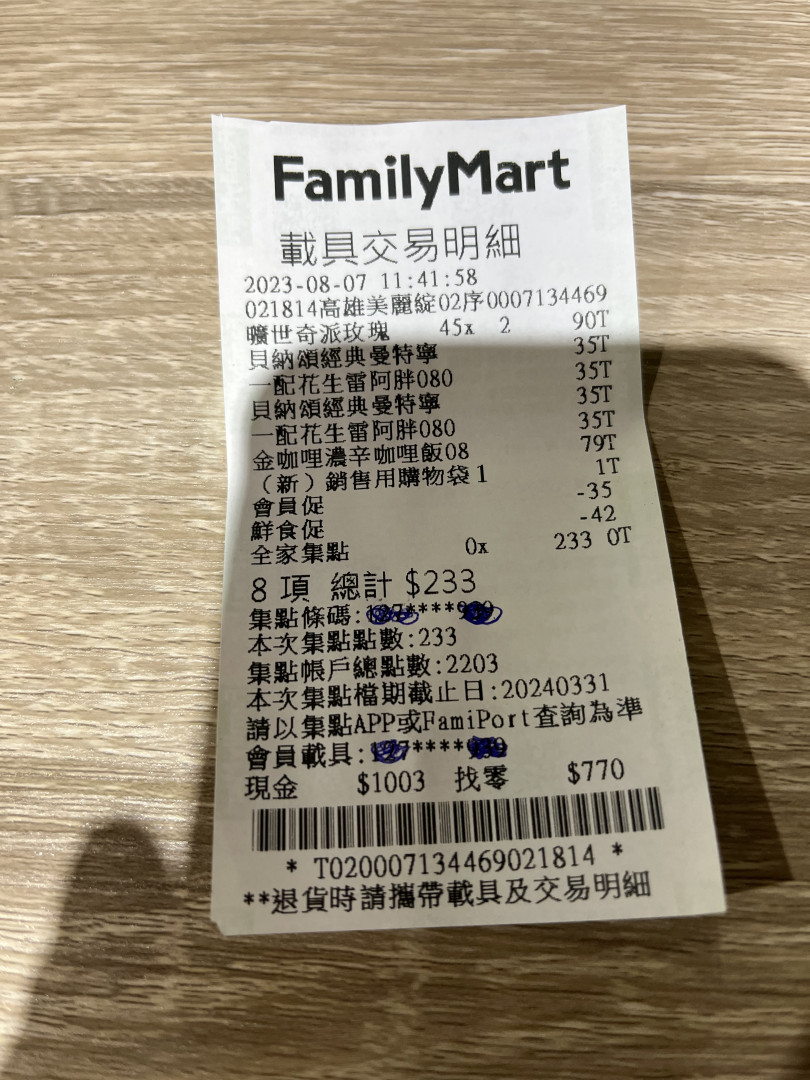 FamilyMart
載具交易明細
2023-08-07 11:41:58
021814高雄美麗綻02序0007134469
曠世奇派玫瑰 45x 2 90T
貝納頌經典曼特寧 35T
一配花生雷阿胖080 35T
貝納頌經典曼特寧 35T
一配花生雷阿胖080 35T
金咖哩濃辛咖哩飯08 79T
（新）銷售用購物袋1 1T
會員促 -35
鮮食促 -42
全家集點 0x 233 0T
8 項 總計 $233
集點條碼:****
本次集點點數:233
集點帳戶總點數:2203
本次集點檔期截止日:20240331
請以集點APP或FamiPort查詢為準
會員載具:****
現金 $1003 找零 $770
* T020007134469021814 *
**退貨時請攜帶載具及交易明細